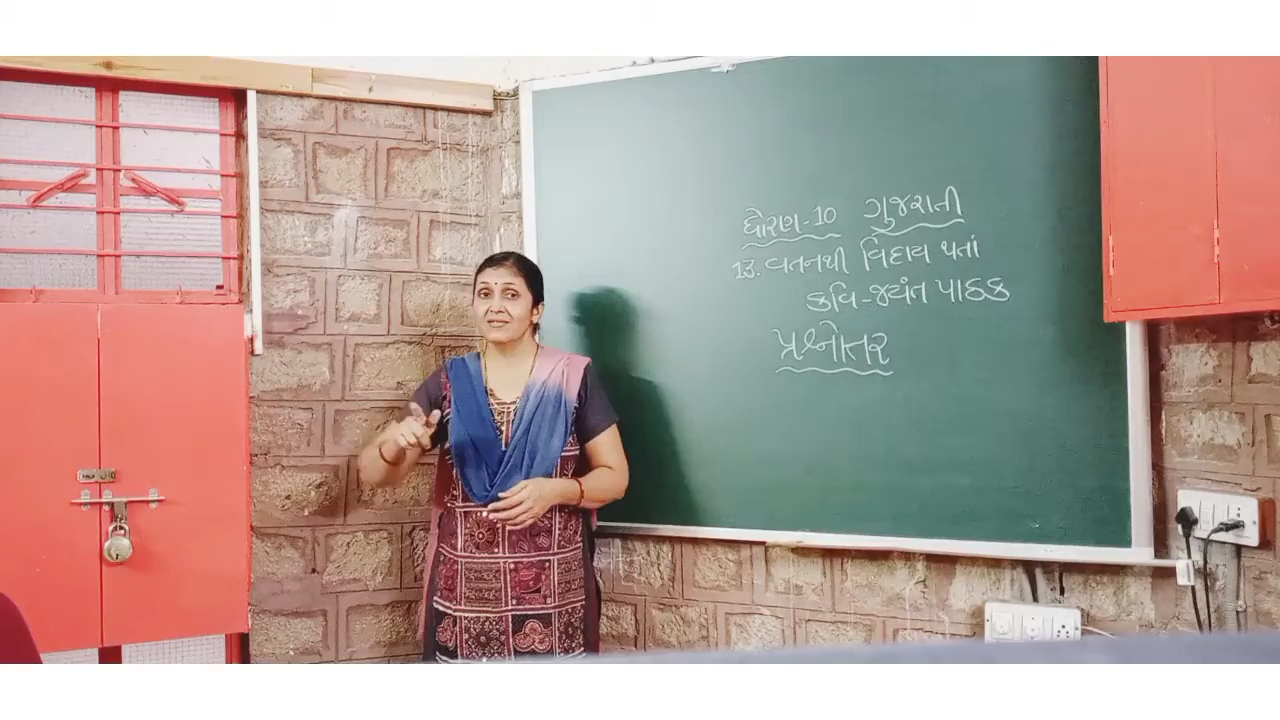 ધોરણ-10 ગુજરાતી
13. વતનથી વિદાય થતાં
કવિ-જયંત પાઠક
પ્રશ્નોતર